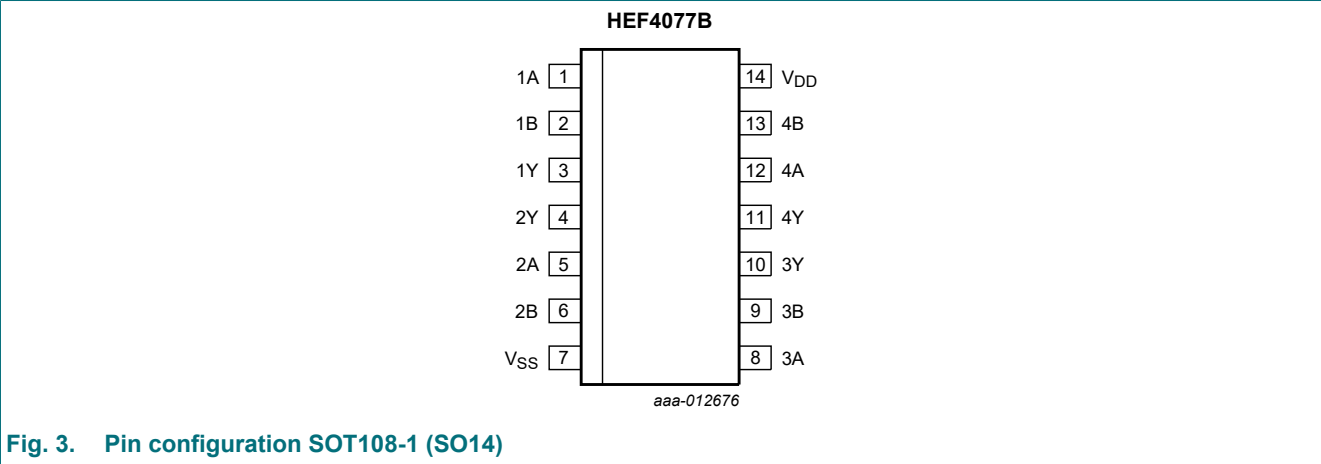 HEF4077B
1A 1 14 VDD
1B 2 13 4B
1Y 3 12 4A
2Y 4 11 4Y
2A 5 10 3Y
2B 6 9 3B
VSS 7 8 3A
aaa-012676
Fig. 3. Pin configuration SOT108-1 (SO14)